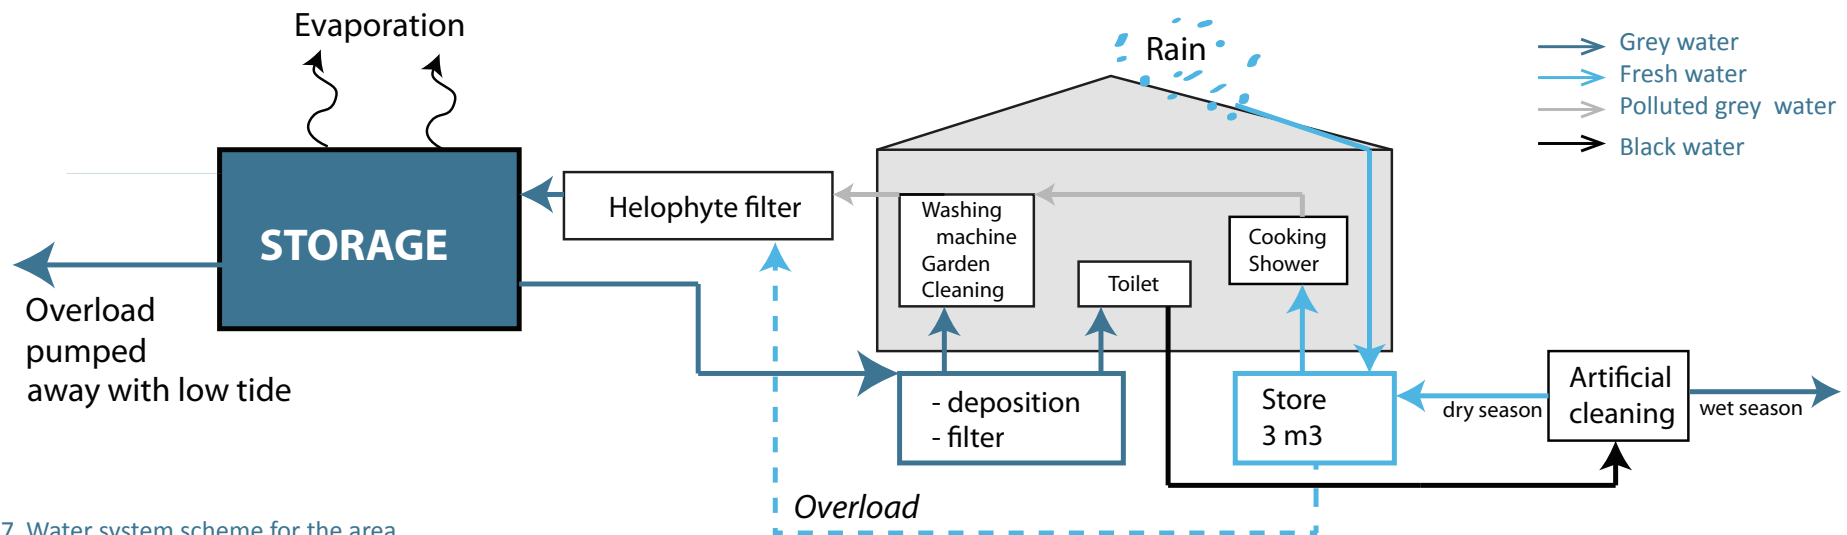 Evaporation
Rain
Grey water
Fresh water
Polluted grey water
Black water
STORAGE
Helophyte filter
Washing
machine
Garden
Cleaning
Toilet
Cooking
Shower
Overload
pumped
away with low tide
- deposition
- filter
Store
3 m3
dry season
Artificial
cleaning
wet season
Overload
7 Water system scheme for the area